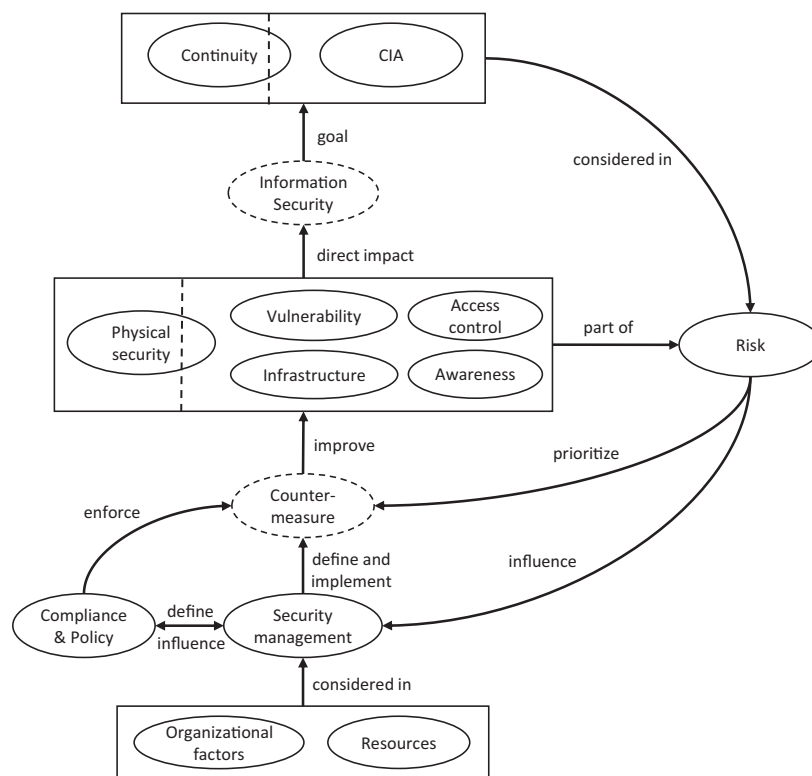 Continuity
CIA
goal
considered in
Information
Security
direct impact
Physical
security
Vulnerability
Access
control
Infrastructure
Awareness
part of
Risk
improve
prioritize
Counter-
measure
enforce
define and
implement
influence
Compliance
& Policy
define
influence
Security
management
considered in
Organizational
factors
Resources